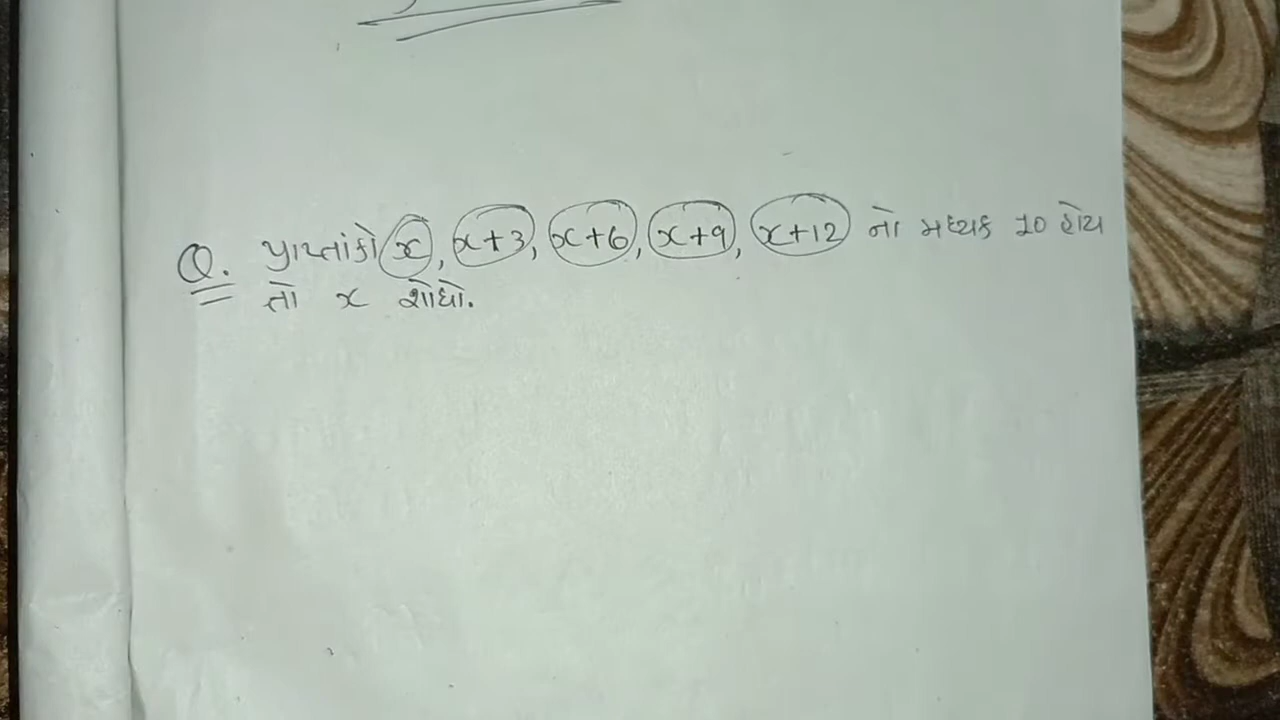 Q. પ્રાપ્તાંકો x, x+3, x+6, x+9, x+12 નો મધ્યક 10 હોય
તો x શોધો.